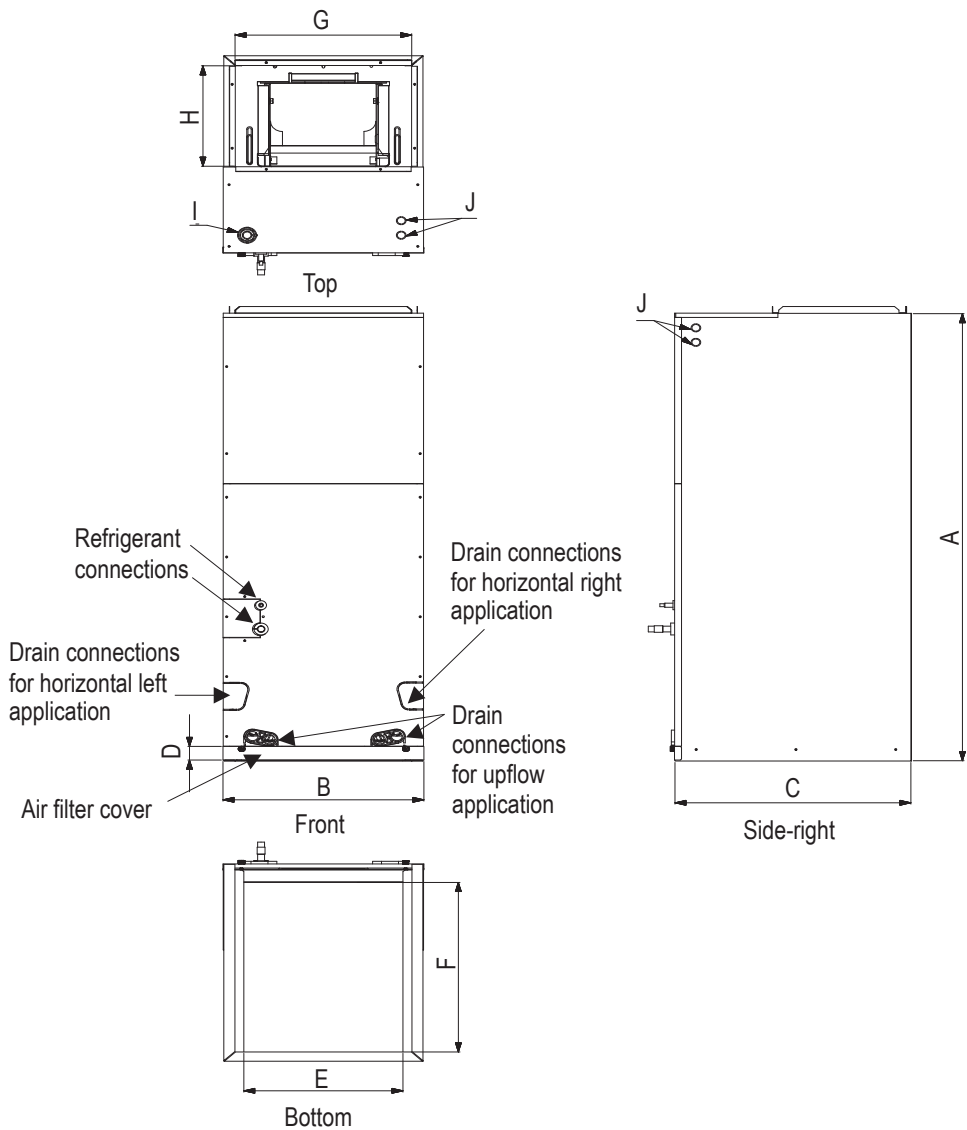 G
H
I
J
Top
J
A
Refrigerant
connections
Drain connections
for horizontal right
application
Drain connections
for horizontal left
application
Drain
connections
for upflow
application
D
Air filter cover
B
Front
C
Side-right
F
E
Bottom